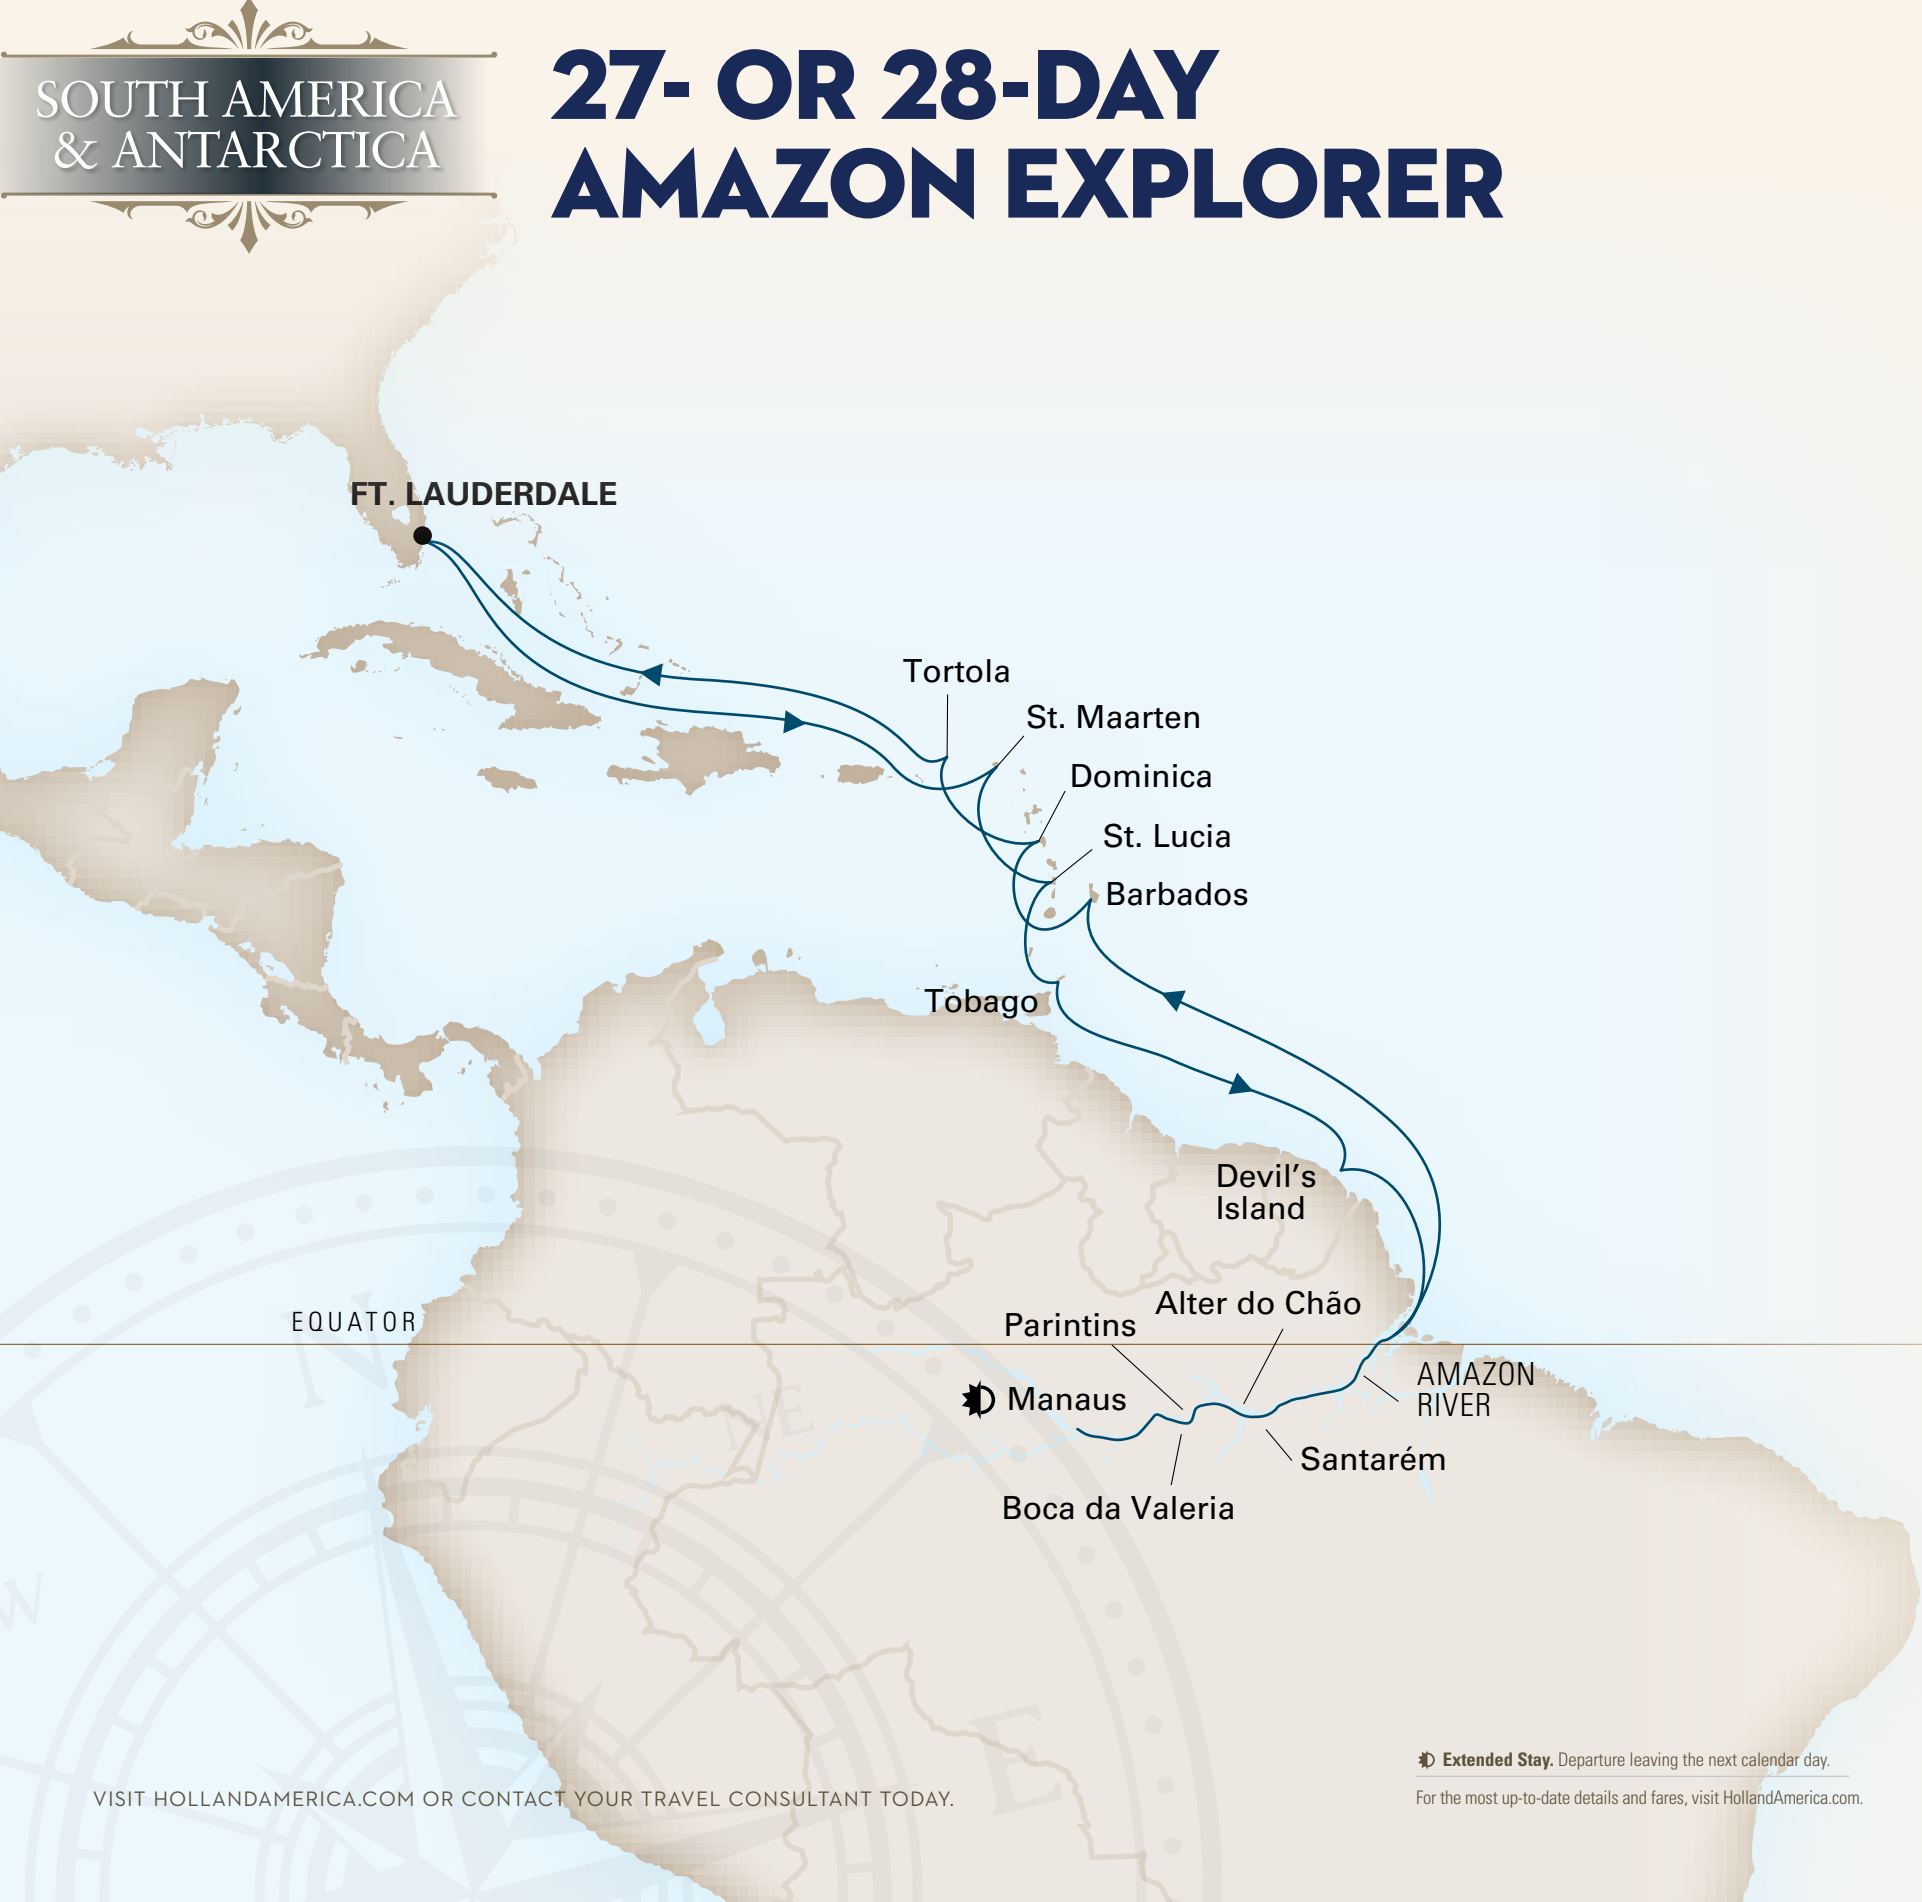 SOUTH AMERICA
& ANTARCTICA
27- OR 28-DAY
AMAZON EXPLORER
FT. LAUDERDALE
Tortola
St. Maarten
Dominica
St. Lucia
Barbados
Tobago
Devil’s
Island
EQUATOR
Alter do Chão
Parintins
Manaus
AMAZON
RIVER
Santarém
Boca da Valeria
N
NE
W
E
Extended Stay. Departure leaving the next calendar day.
VISIT HOLLANDAMERICA.COM OR CONTACT YOUR TRAVEL CONSULTANT TODAY.
For the most up-to-date details and fares, visit HollandAmerica.com.